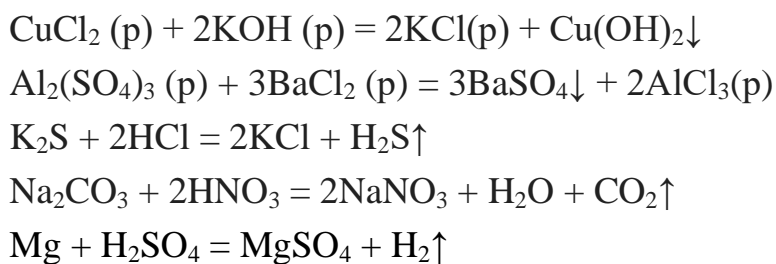 CuCl₂ (р) + 2KOH (р) = 2KCl(р) + Cu(OH)₂↓
Al₂(SO₄)₃ (р) + 3BaCl₂ (р) = 3BaSO₄↓ + 2AlCl₃(р)
K₂S + 2HCl = 2KCl + H₂S↑
Na₂CO₃ + 2HNO₃ = 2NaNO₃ + H₂O + CO₂↑
Mg + H₂SO₄ = MgSO₄ + H₂↑